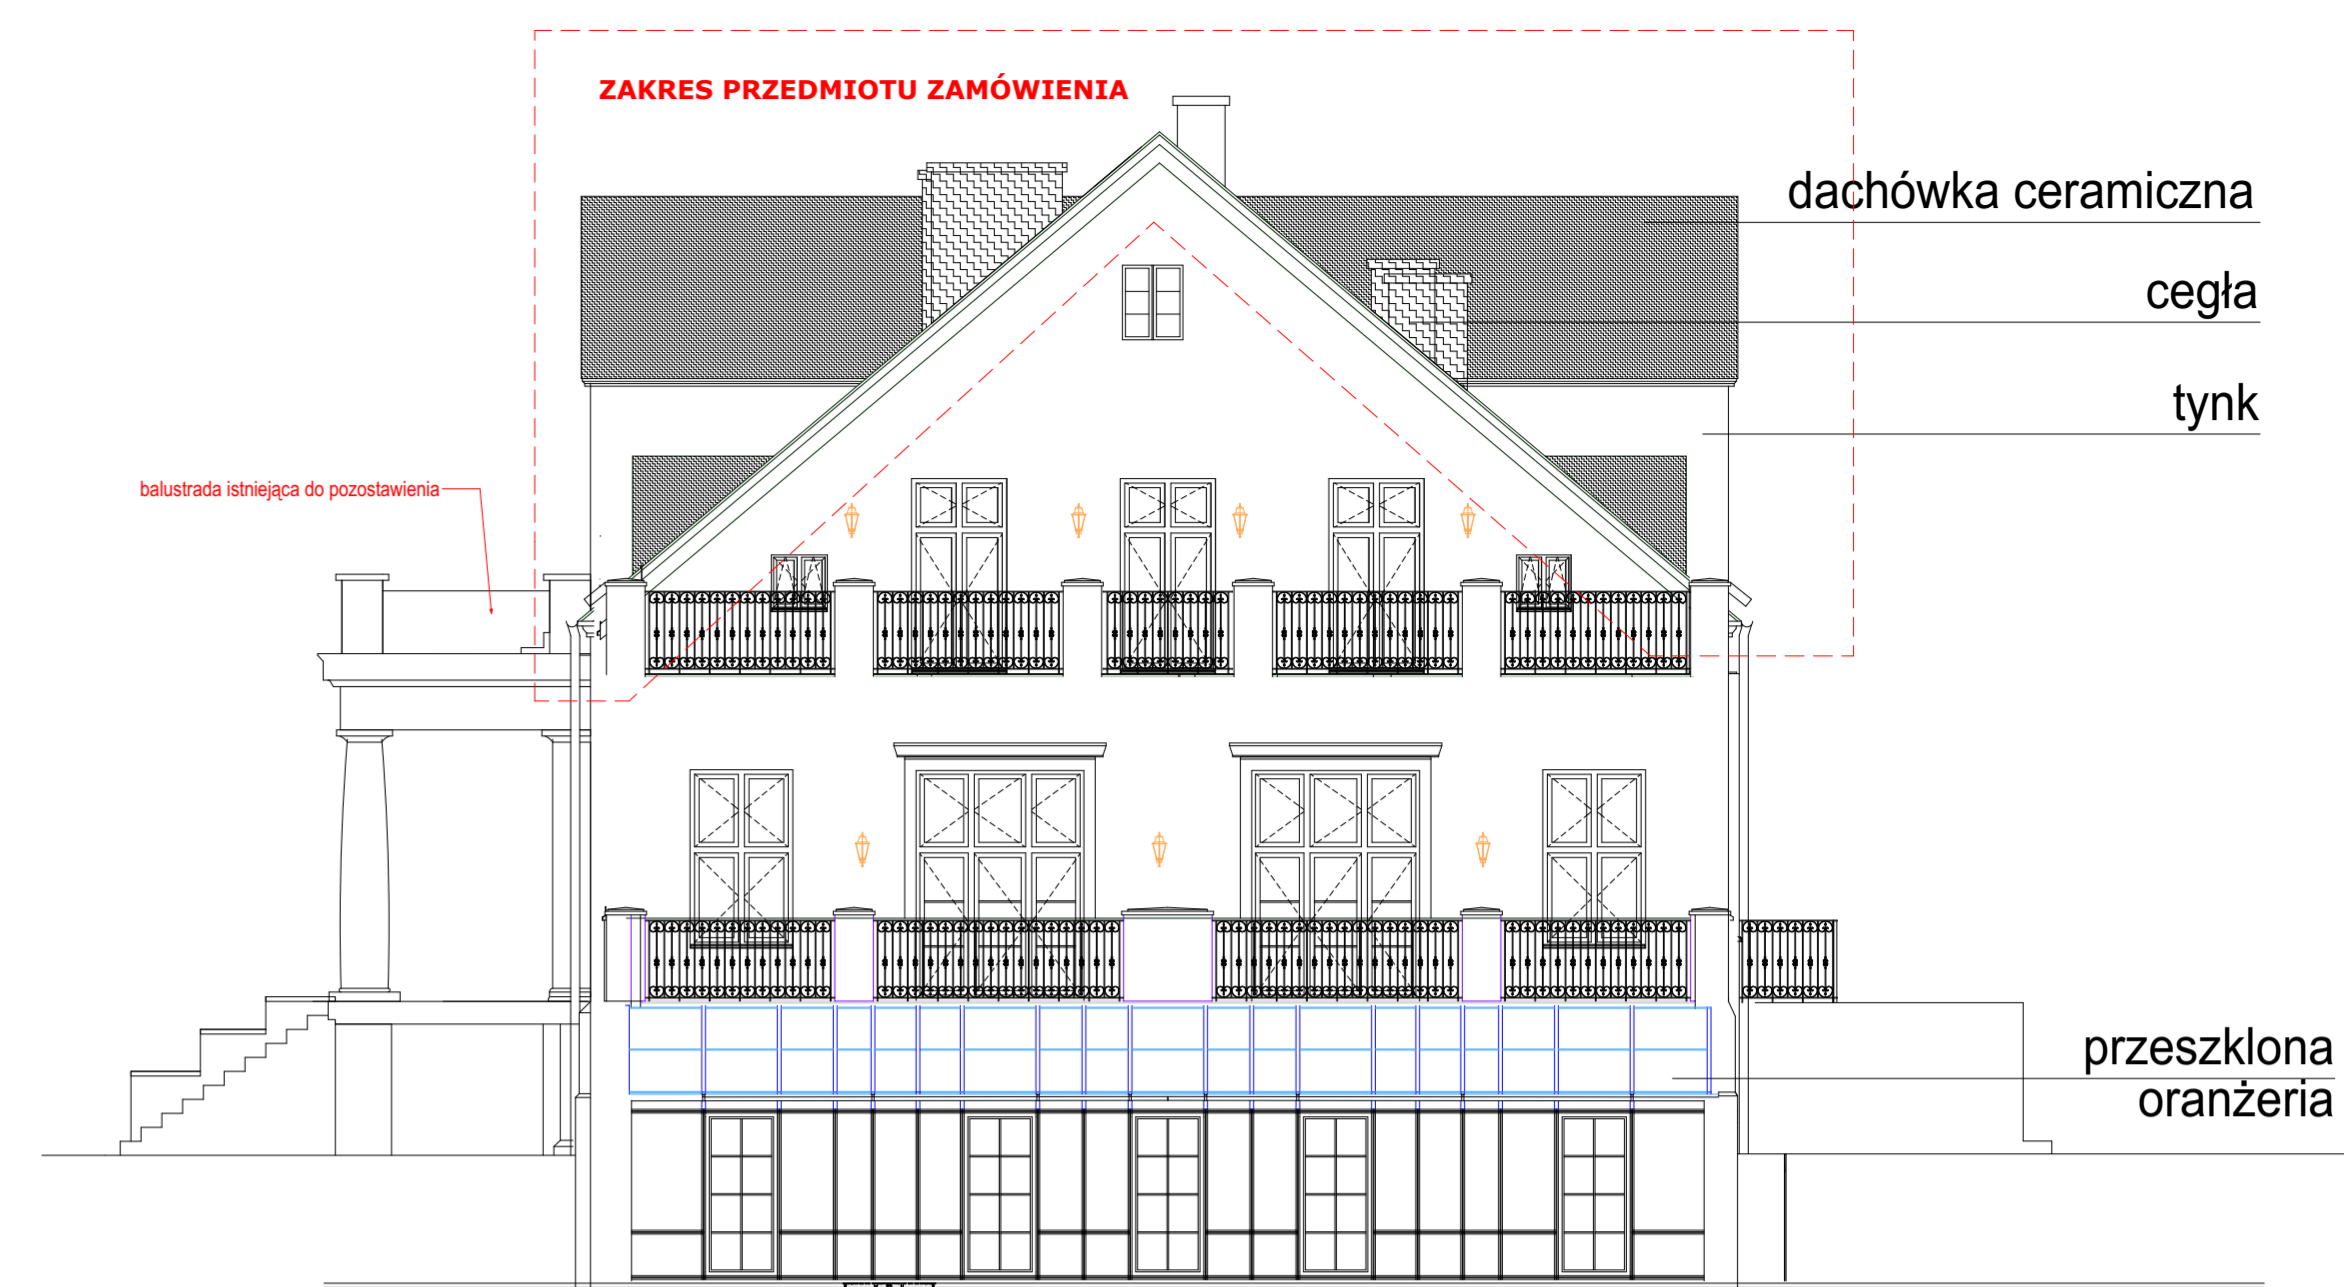 ZAKRES PRZEDMIOTU ZAMÓWIENIA
dachówka ceramiczna
cegła
tynk
balustrada istniejąca do pozostawienia
przeszklona
oranżeria